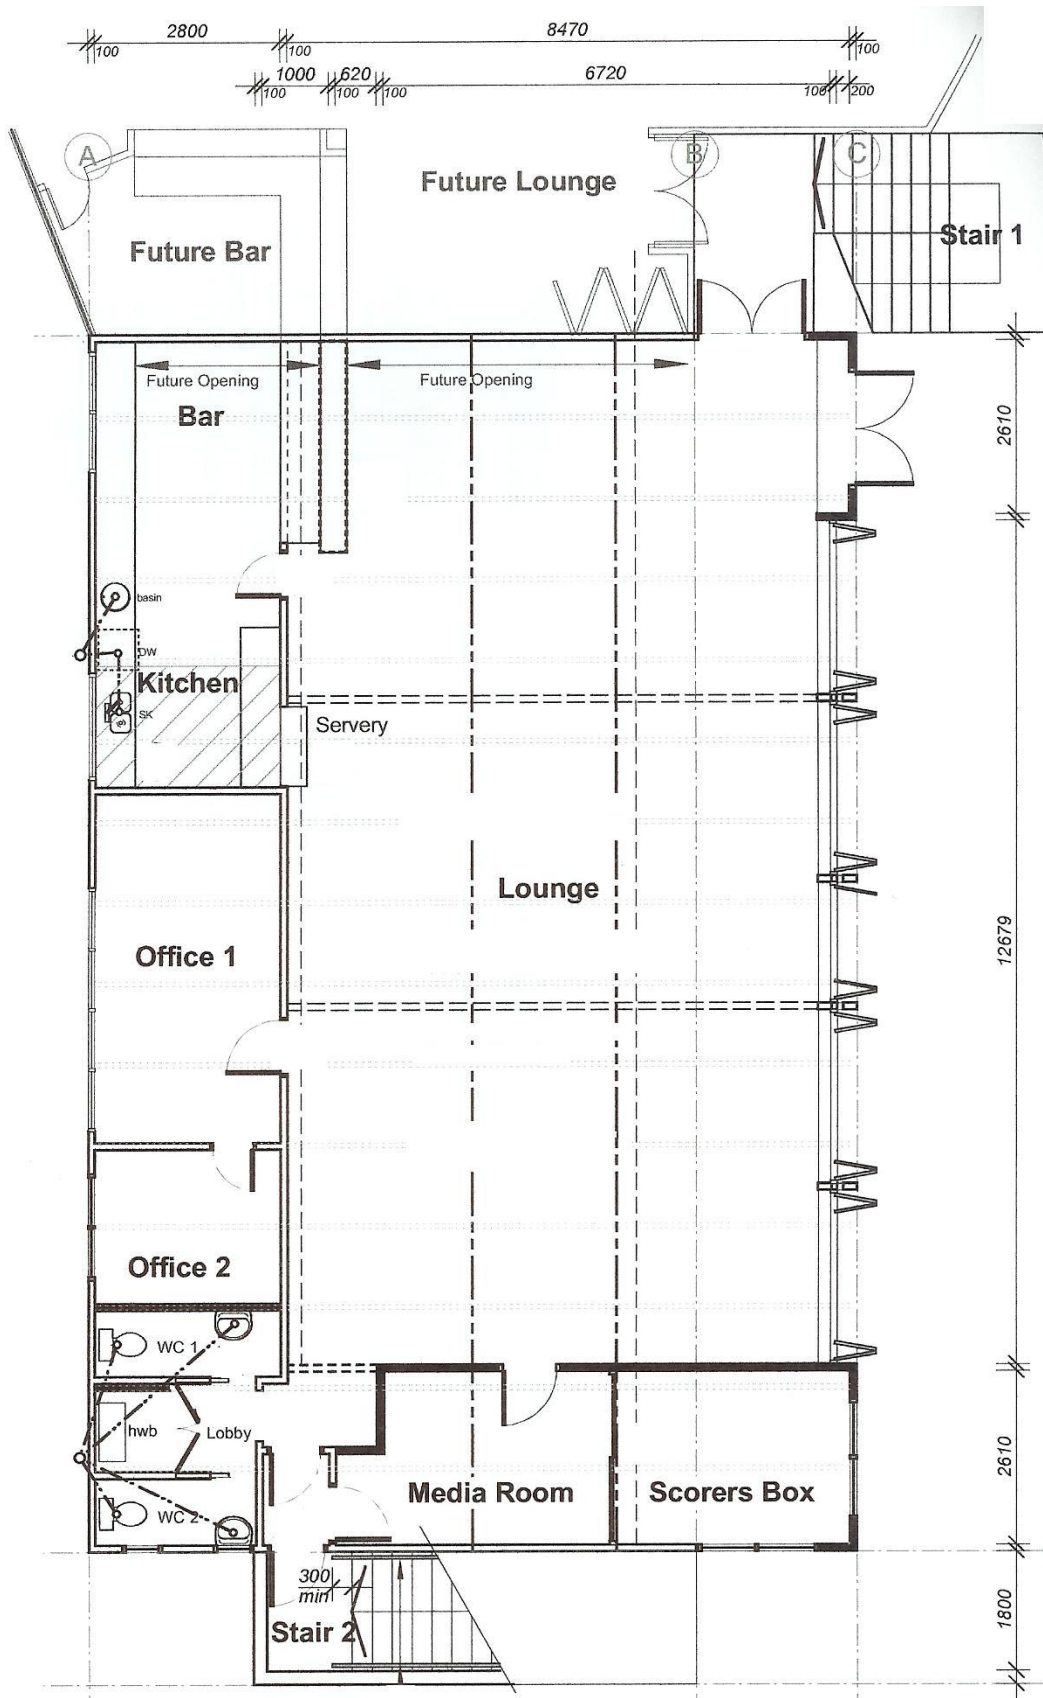 2800
8470
100
100
100
1000
620
6720
100
100
100
100
200
A
B
C
Future Lounge
Future Bar
Stair 1
Future Opening
Future Opening
Bar
2610
basin
DW
Kitchen
SK
Servery
Lounge
12679
Office 1
Office 2
WC 1
hwb
Lobby
Media Room
Scorers Box
2610
WC 2
300
min
Stair 2
1800